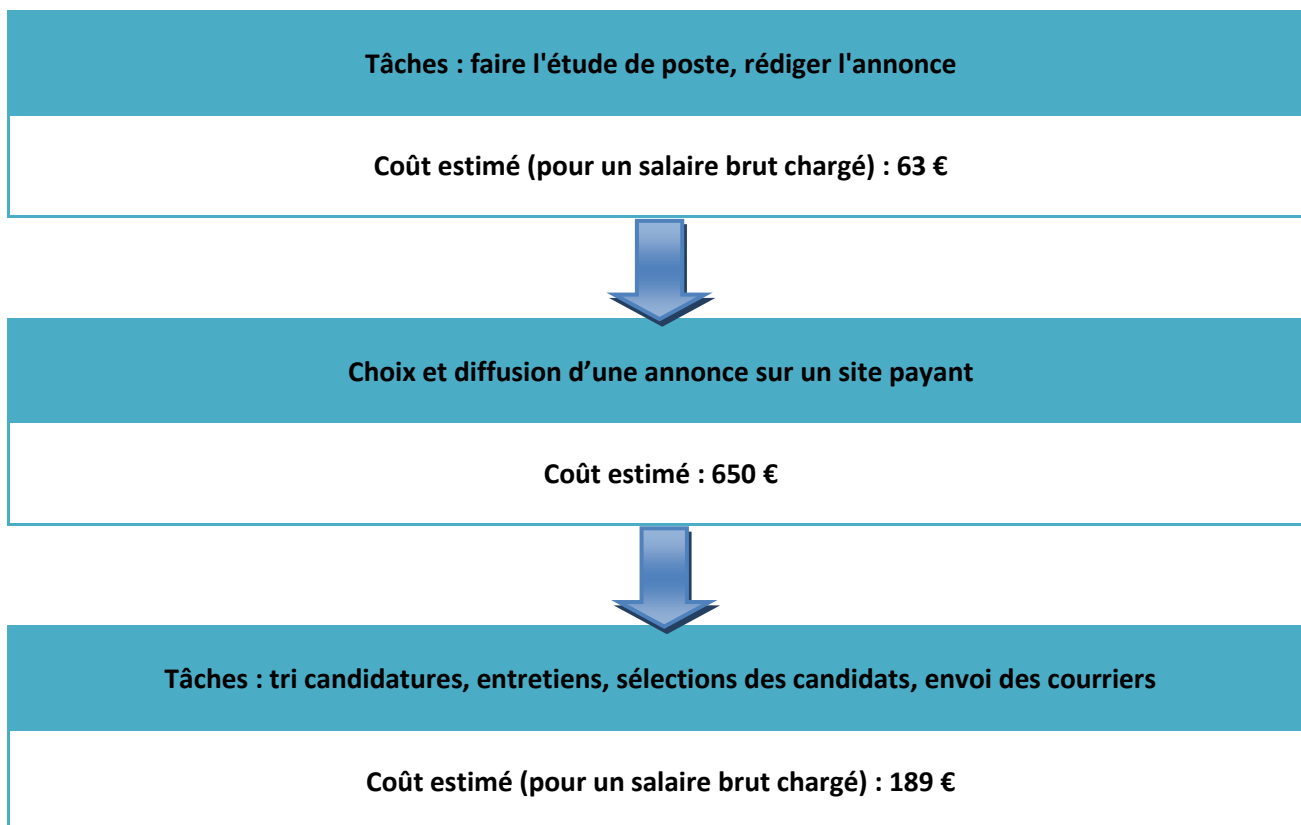 Tâches : faire l'étude de poste, rédiger l'annonce
Coût estimé (pour un salaire brut chargé) : 63 €
Choix et diffusion d’une annonce sur un site payant
Coût estimé : 650 €
Tâches : tri candidatures, entretiens, sélections des candidats, envoi des courriers
Coût estimé (pour un salaire brut chargé) : 189 €